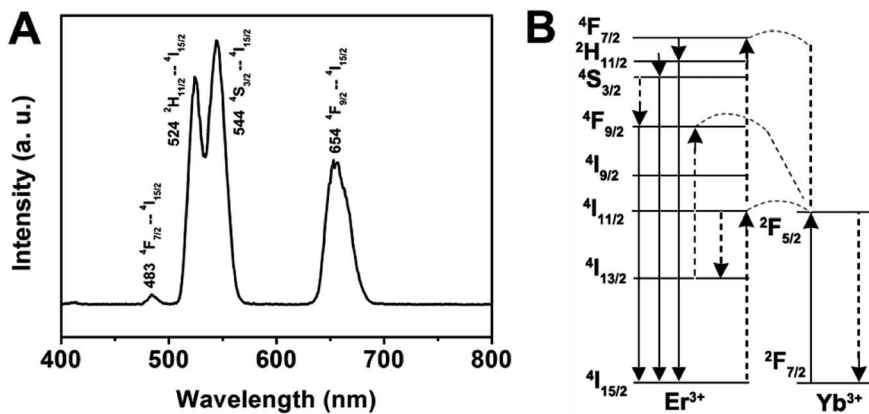 A
Intensity (a. u.)
483 ⁴F₇/₂ -- ⁴I₁₅/₂
524 ²H₁₁/₂ -- ⁴I₁₅/₂
544 ⁴S₃/₂ -- ⁴I₁₅/₂
654 ⁴F₉/₂ -- ⁴I₁₅/₂
400 500 600 700 800
Wavelength (nm)
B
⁴F₇/₂
²H₁₁/₂
⁴S₃/₂
⁴F₉/₂
⁴I₉/₂
⁴I₁₁/₂
²F₅/₂
⁴I₁₃/₂
²F₇/₂
⁴I₁₅/₂
Er³⁺ Yb³⁺